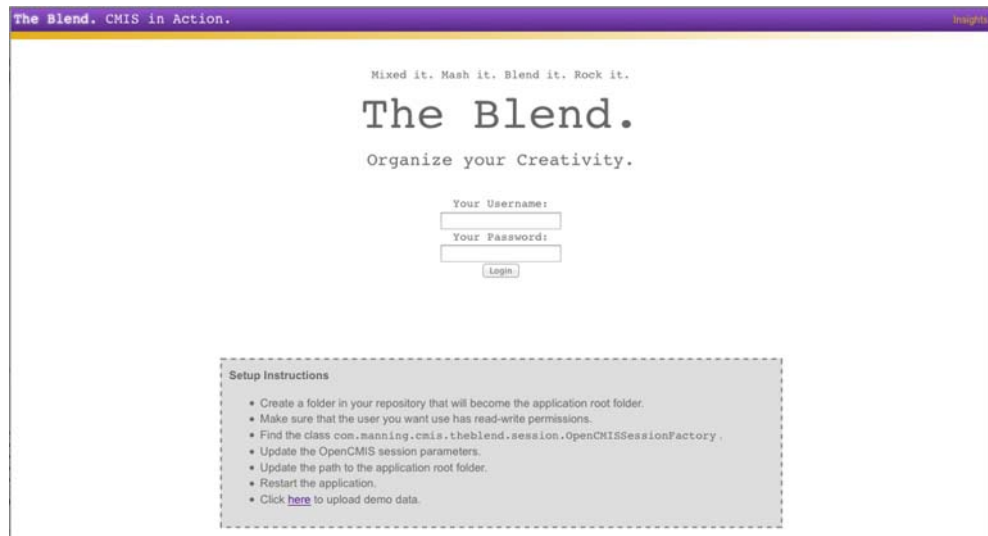 The Blend. CMIS in Action.
Insights
Mixed it. Mash it. Blend it. Rock it.
The Blend.
Organize your Creativity.
Your Username:
Your Password:
Login
Setup Instructions
• Create a folder in your repository that will become the application root folder.
• Make sure that the user you want use has read-write permissions.
• Find the class com.manning.cmis.theblend.session.OpenCMISSessionFactory .
• Update the OpenCMIS session parameters.
• Update the path to the application root folder.
• Restart the application.
• Click here to upload demo data.